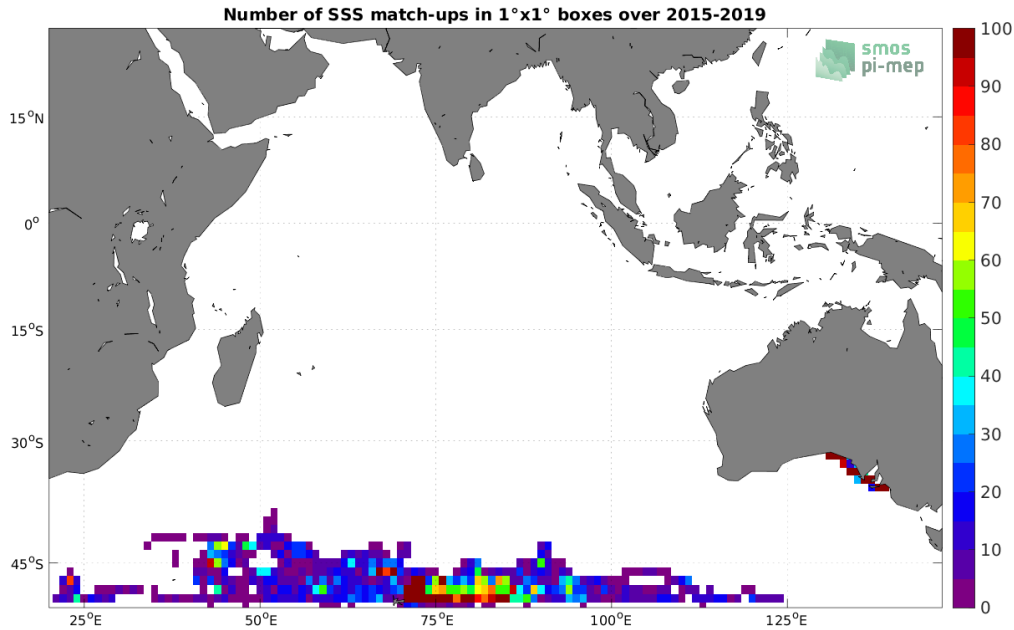 Number of SSS match-ups in 1°x1° boxes over 2015-2019
smos
pi-mep
100
90
80
70
60
50
40
30
20
10
0
15°N
0°
15°S
30°S
45°S
25°E
50°E
75°E
100°E
125°E